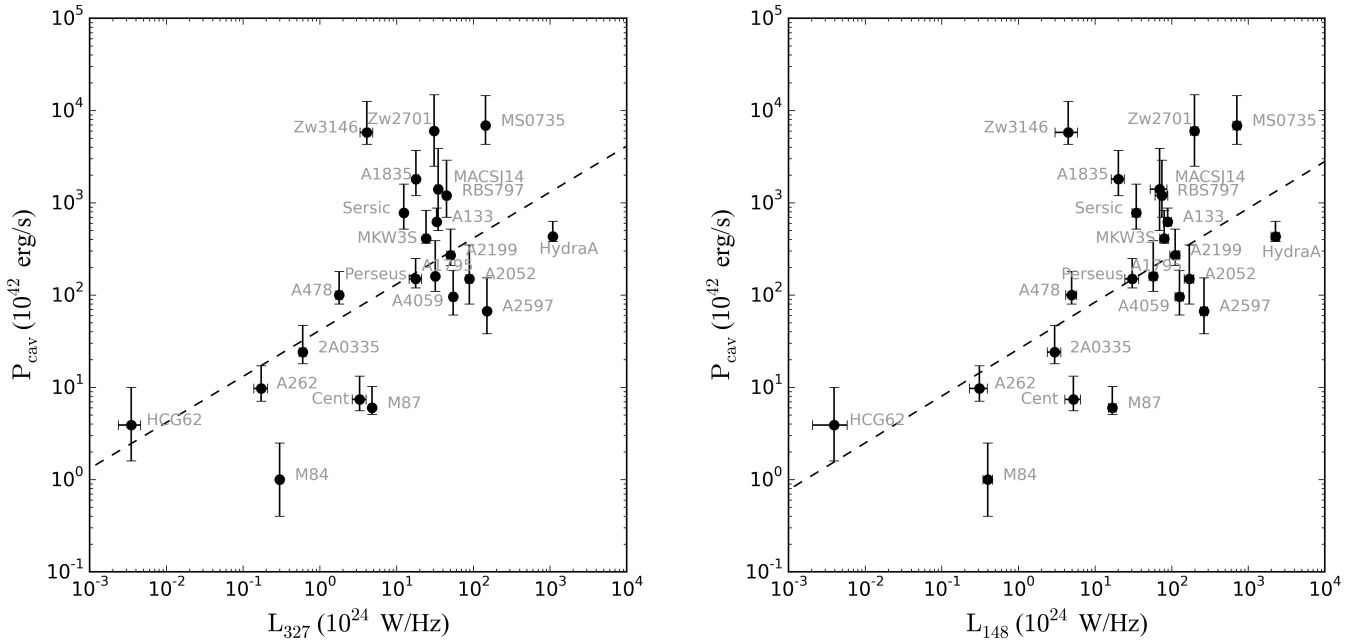 10^5
10^4
10^3
10^2
10^1
10^0
10^-1
P_cav (10^42 erg/s)
Zw3146
Zw2701
MS0735
A1835
MACSJ14
RBS797
Sersic
A133
MKW3S
A2199
HydraA
Perseus
A1795
A2052
A478
A4059
A2597
2A0335
A262
Cent
M87
HCG62
M84
10^-3 10^-2 10^-1 10^0 10^1 10^2 10^3 10^4
L_327 (10^24 W/Hz)
10^5
10^4
10^3
10^2
10^1
10^0
10^-1
P_cav (10^42 erg/s)
Zw3146
Zw2701
MS0735
A1835
MACSJ14
RBS797
Sersic
A133
MKW3S
A2199
HydraA
Perseus
A1795
A2052
A478
A4059
A2597
2A0335
A262
Cent
M87
HCG62
M84
10^-3 10^-2 10^-1 10^0 10^1 10^2 10^3 10^4
L_148 (10^24 W/Hz)